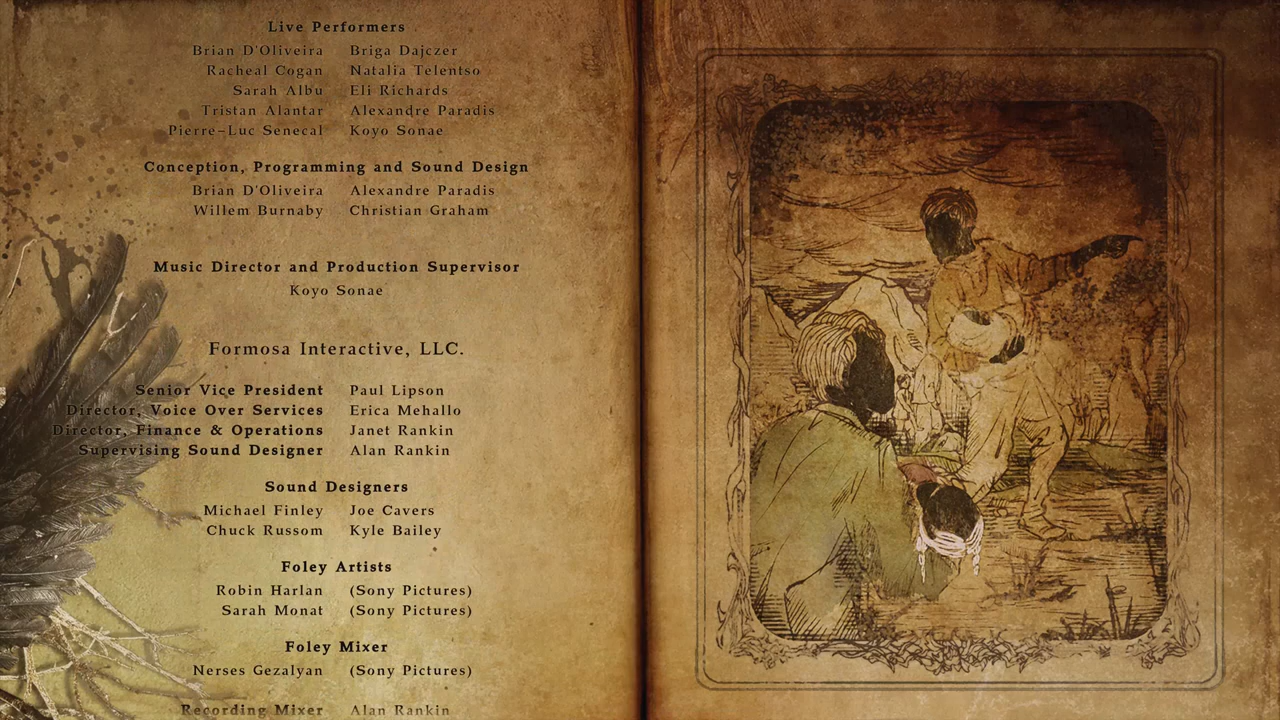 Live Performers
Brian D'Oliveira Briga Dajczer
Racheal Cogan Natalia Telentso
Sarah Albu Eli Richards
Tristan Alantar Alexandre Paradis
Pierre-Luc Senecal Koyo Sonae
Conception, Programming and Sound Design
Brian D'Oliveira Alexandre Paradis
Willem Burnaby Christian Graham
Music Director and Production Supervisor
Koyo Sonae
Formosa Interactive, LLC.
Senior Vice President Paul Lipson
Director, Voice Over Services Erica Mehallo
Director, Finance & Operations Janet Rankin
Supervising Sound Designer Alan Rankin
Sound Designers
Michael Finley Joe Cavers
Chuck Russom Kyle Bailey
Foley Artists
Robin Harlan (Sony Pictures)
Sarah Monat (Sony Pictures)
Foley Mixer
Nerses Gezalyan (Sony Pictures)
Recording Mixer Alan Rankin